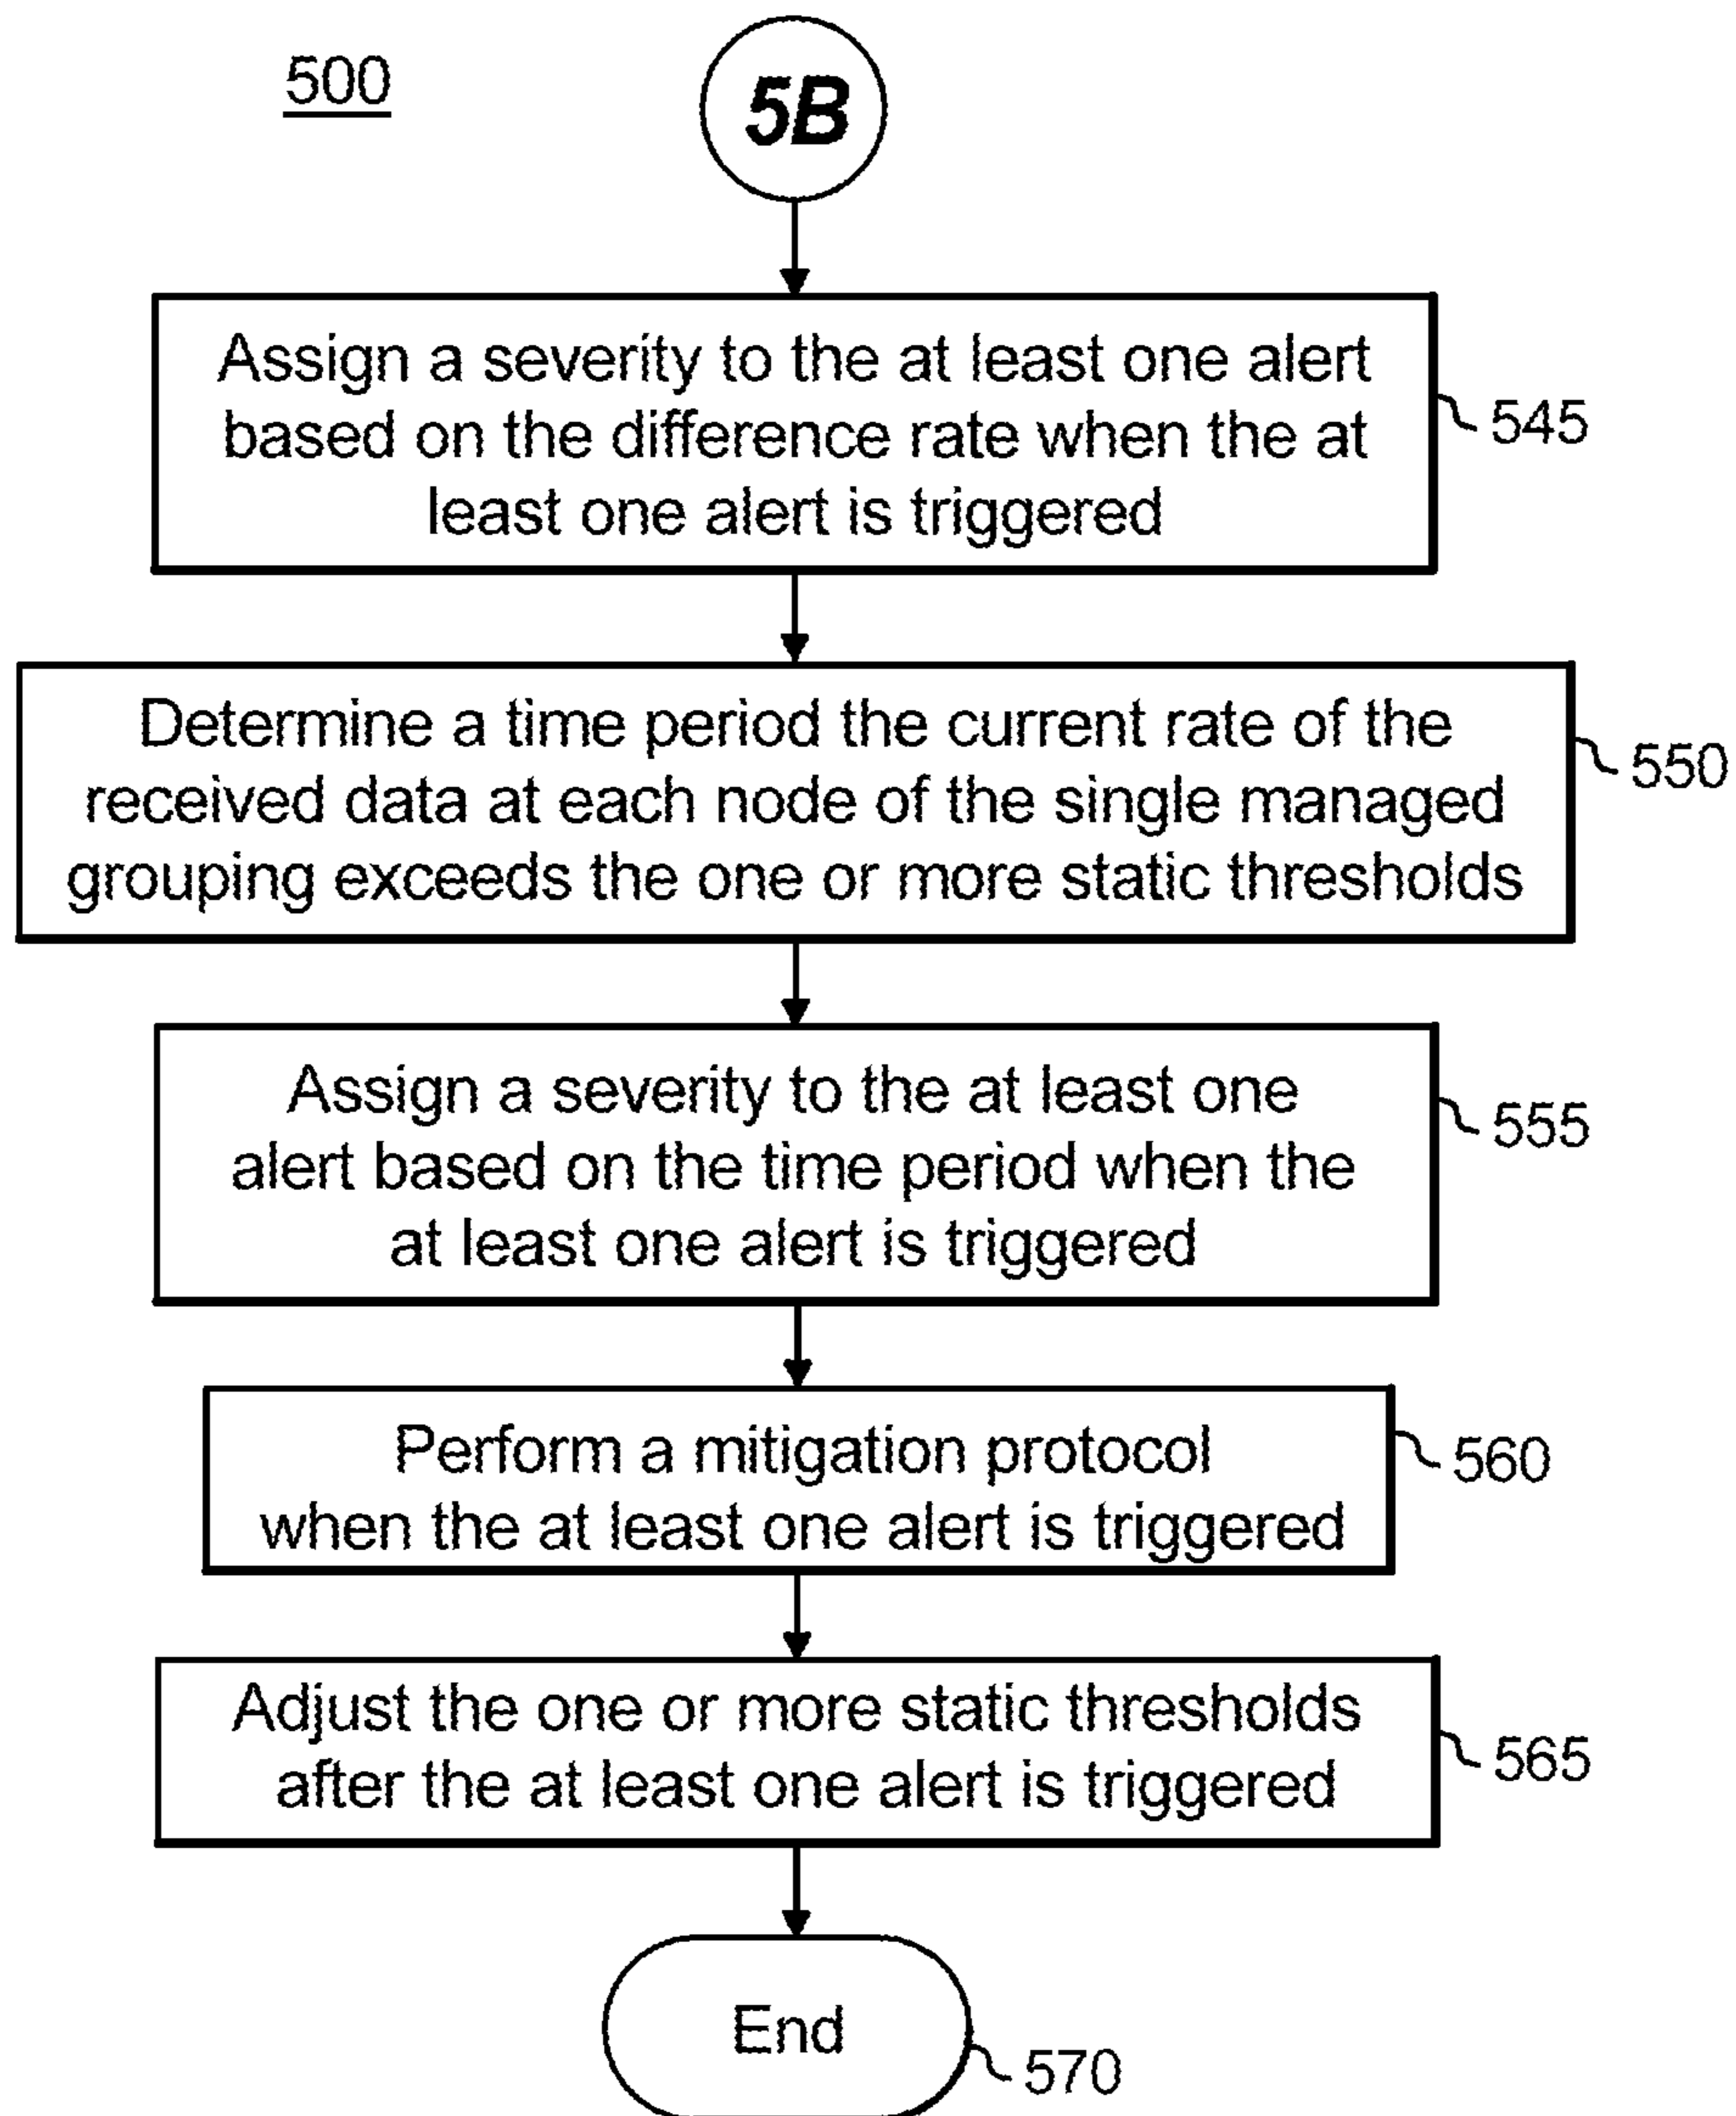 500
5B
Assign a severity to the at least one alert
based on the difference rate when the at
least one alert is triggered
545
Determine a time period the current rate of the
received data at each node of the single managed
grouping exceeds the one or more static thresholds
550
Assign a severity to the at least one
alert based on the time period when the
at least one alert is triggered
555
Perform a mitigation protocol
when the at least one alert is triggered
560
Adjust the one or more static thresholds
after the at least one alert is triggered
565
End
570